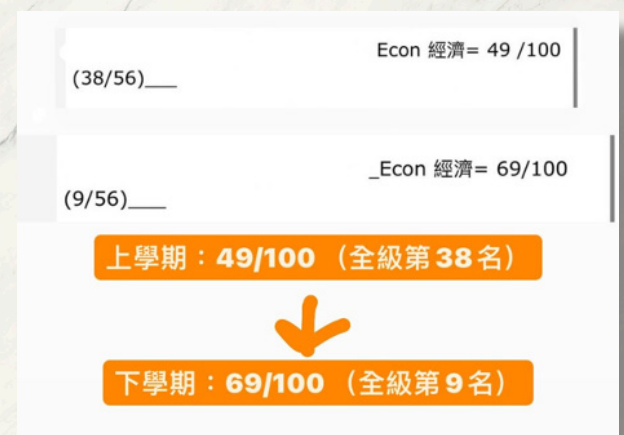 Econ 經濟= 49 /100
(38/56)___
_Econ 經濟= 69/100
(9/56)____
上學期：49/100 （全級第38名）
下學期：69/100 （全級第9名）